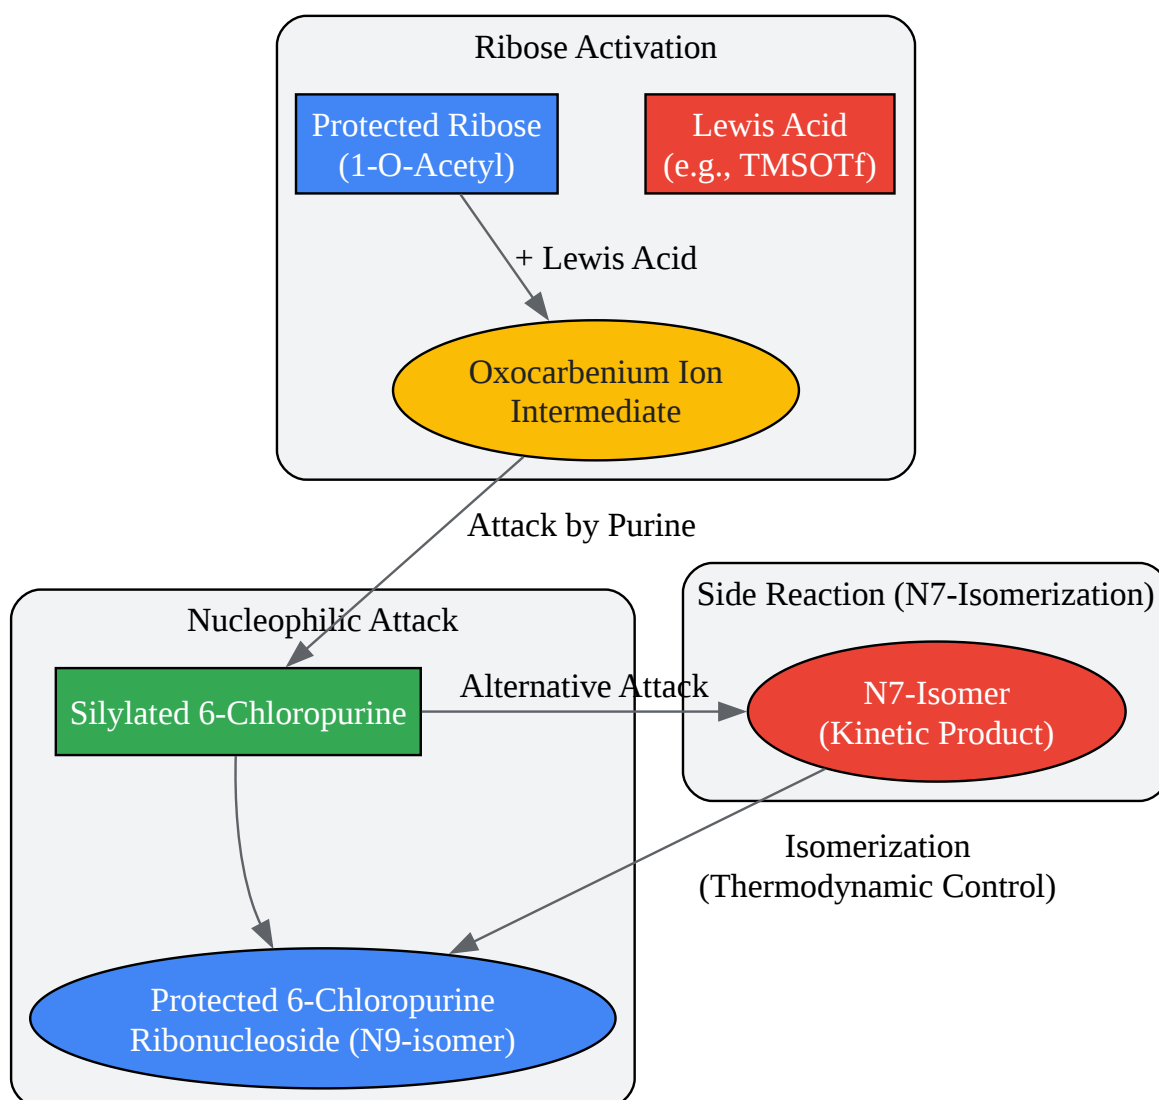 Ribose Activation
Protected Ribose
(1-O-Acetyl)
Lewis Acid
(e.g., TMSOTf)
+ Lewis Acid
Oxocarbenium Ion
Intermediate
Attack by Purine
Side Reaction (N7-Isomerization)
Nucleophilic Attack
Silylated 6-Chloropurine
Alternative Attack
N7-Isomer
(Kinetic Product)
Isomerization
(Thermodynamic Control)
Protected 6-Chloropurine
Ribonucleoside (N9-isomer)